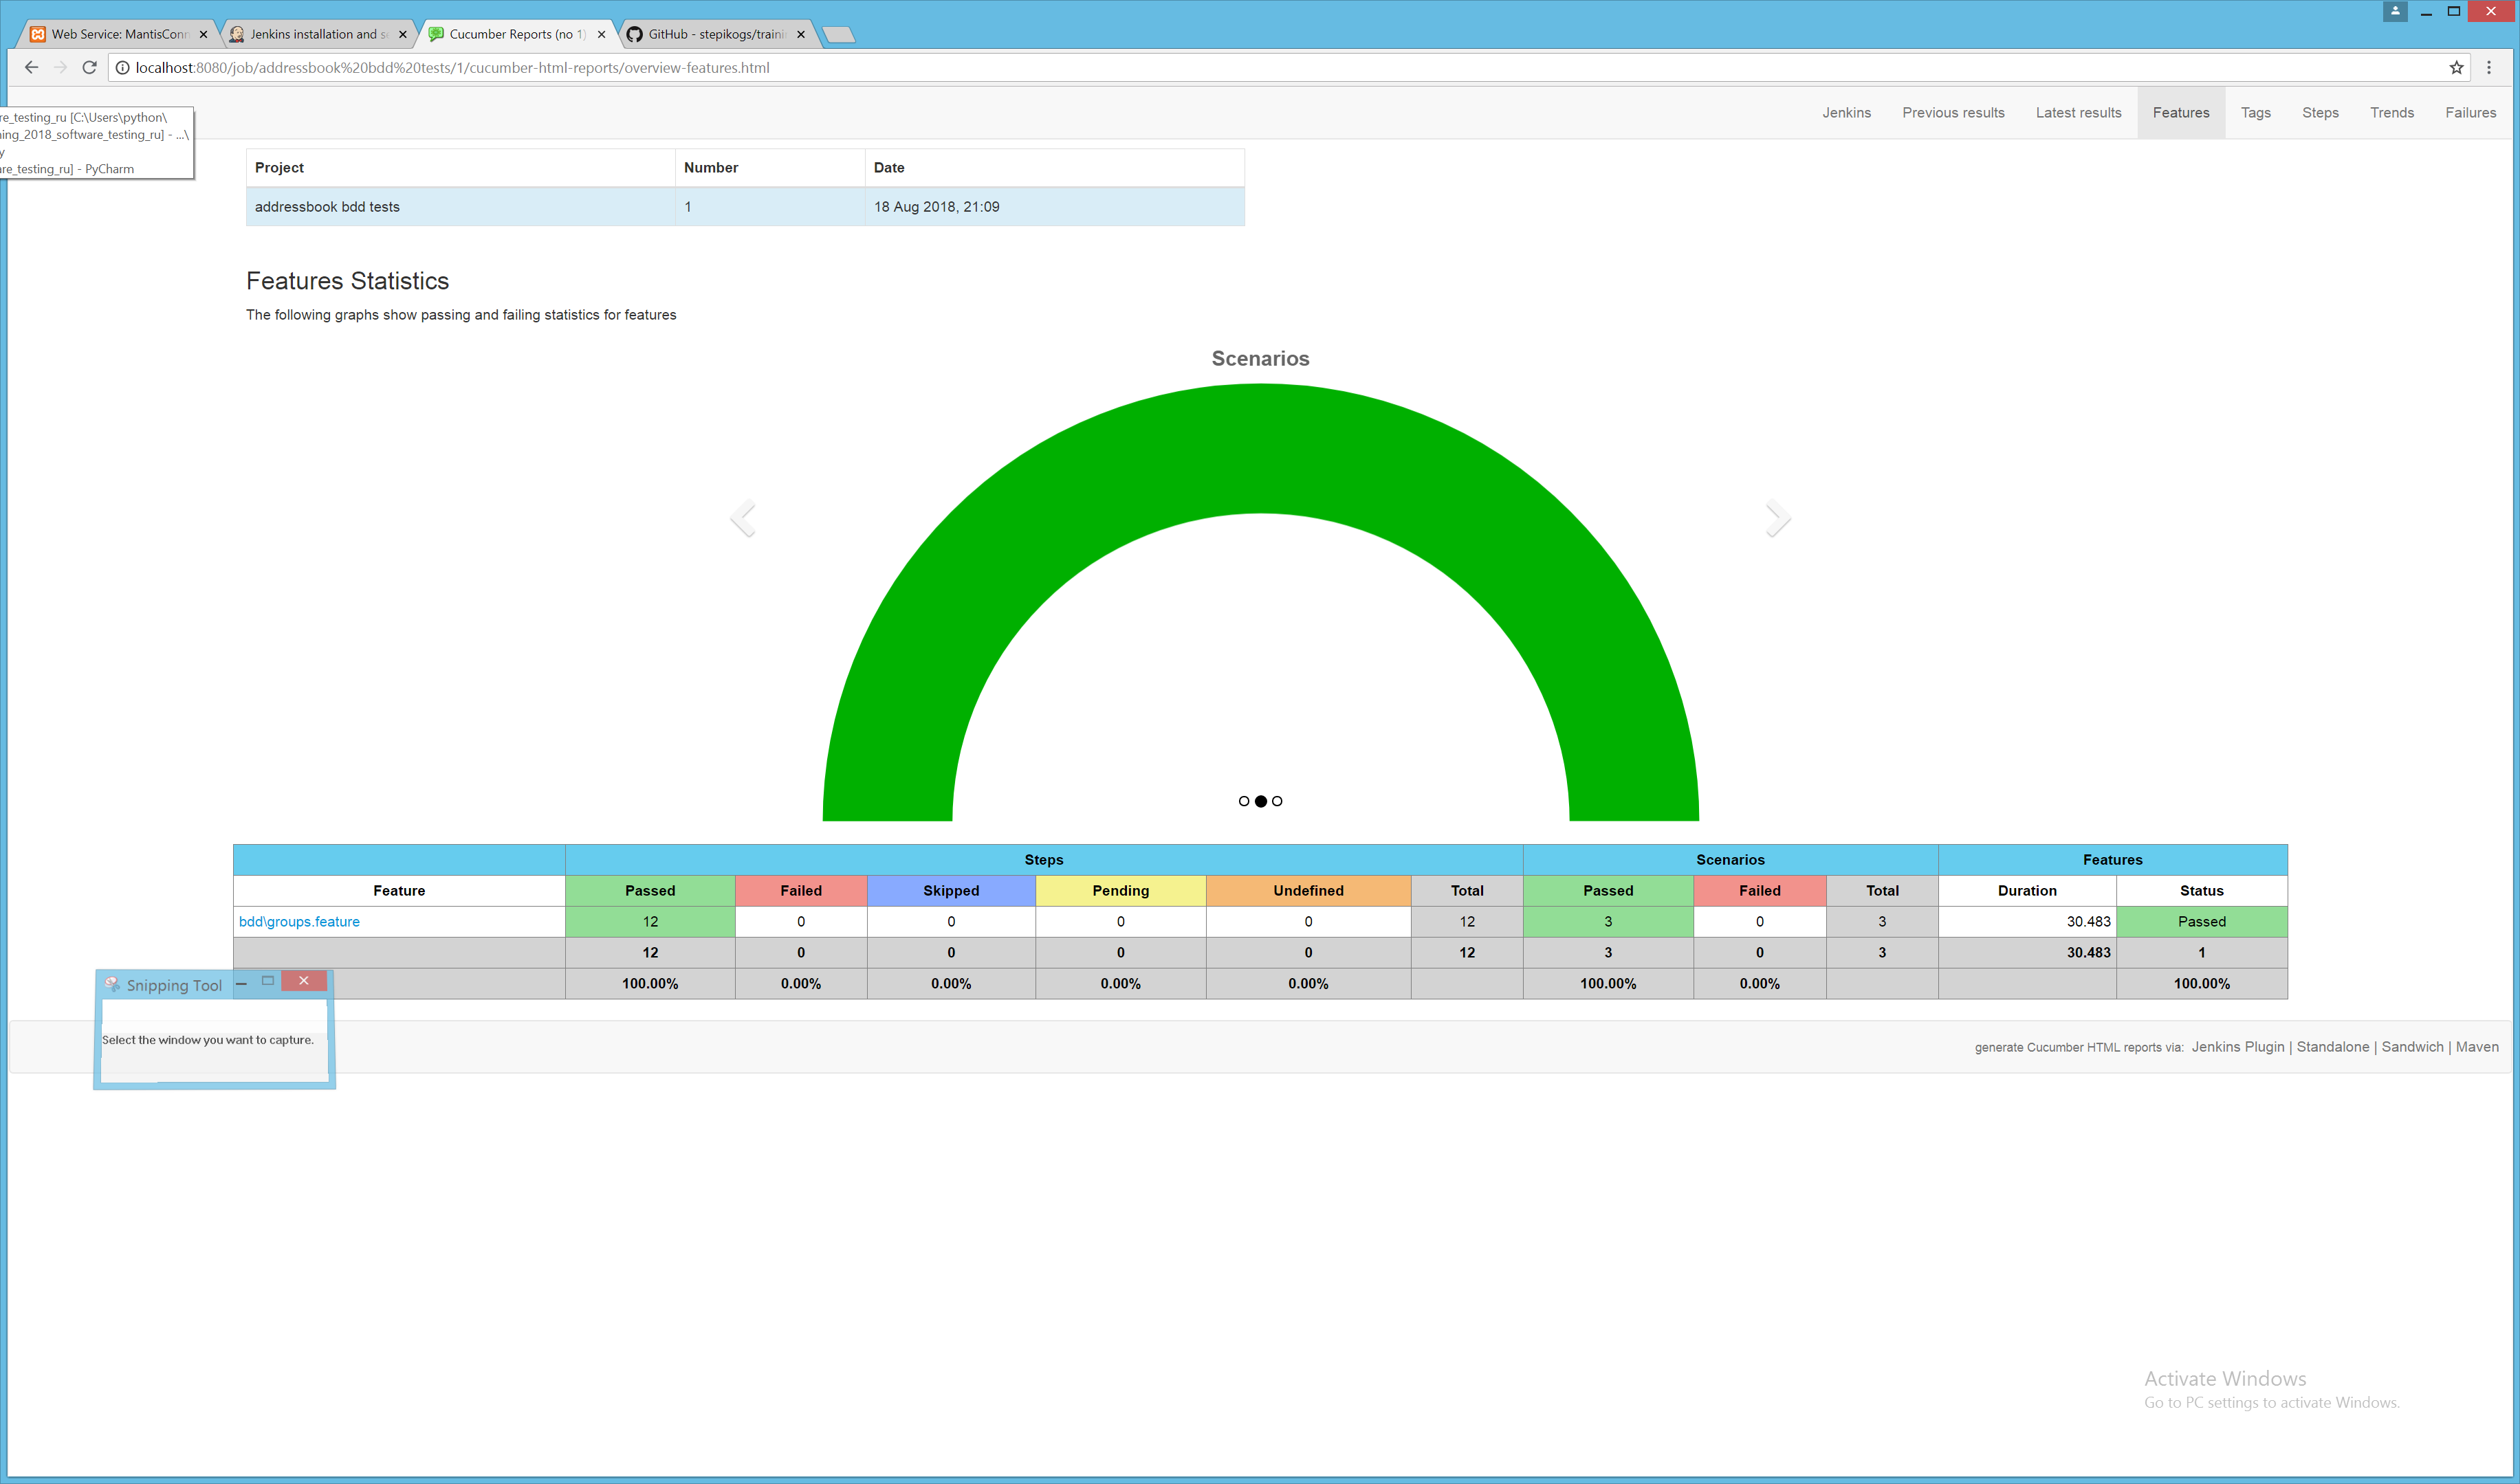 Web Service: MantisConn
Jenkins installation and se
Cucumber Reports (no 1)
GitHub - stepikogs/traini
localhost:8080/job/addressbook%20bdd%20tests/1/cucumber-html-reports/overview-features.html
re_testing_ru [C:\Users\python\
ning_2018_software_testing_ru] - ...\
y
re_testing_ru] - PyCharm
Jenkins Previous results Latest results Features Tags Steps Trends Failures
Project Number Date
addressbook bdd tests 1 18 Aug 2018, 21:09
Features Statistics
The following graphs show passing and failing statistics for features
Scenarios
Steps Scenarios Features
Feature Passed Failed Skipped Pending Undefined Total Passed Failed Total Duration Status
bdd\groups.feature 12 0 0 0 0 12 3 0 3 30.483 Passed
12 0 0 0 0 12 3 0 3 30.483 1
100.00% 0.00% 0.00% 0.00% 0.00% 100.00% 0.00% 100.00%
Snipping Tool
Select the window you want to capture.
generate Cucumber HTML reports via: Jenkins Plugin | Standalone | Sandwich | Maven
Activate Windows
Go to PC settings to activate Windows.